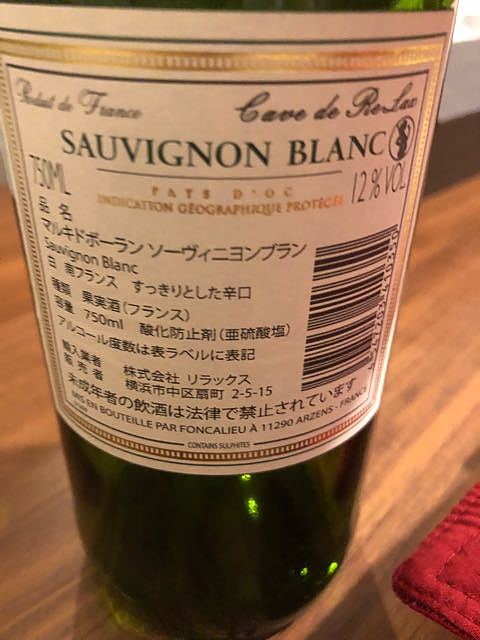 Produit de France
Cave de ReLax
SAUVIGNON BLANC
750ML
12% VOL
PAYS D'OC
INDICATION GÉOGRAPHIQUE PROTÉGÉE
品名
マルキドボーラン ソーヴィニヨンブラン
Sauvignon Blanc
白 南フランス すっきりとした辛口
種類 果実酒(フランス)
容量 750ml 酸化防止剤(亜硫酸塩)
アルコール度数は表ラベルに表記
輸入業者
販売者
株式会社 リラックス
横浜市中区扇町 2-5-15
未成年者の飲酒は法律で禁止されています
MIS EN BOUTEILLE PAR FONCALIEU À 11290 ARZENS - FRANCE
CONTAINS SULPHITES